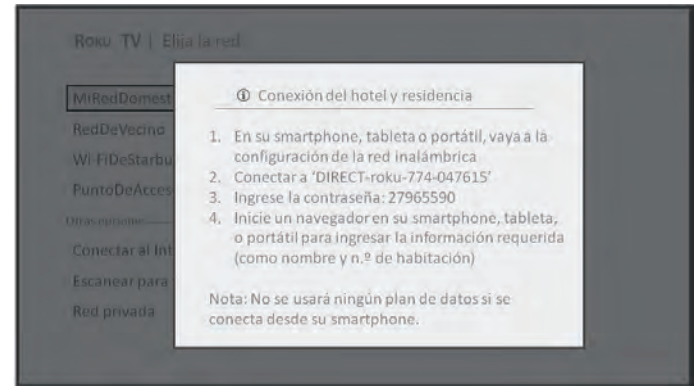 Roku TV | Elija la red
MiRedDomest
RedDeVecino
Wi-FiDeStarbu
PuntoDeAcces
Otras opciones
Conectar al Int
Escanear para
Red privada
ⓘ Conexión del hotel y residencia
1. En su smartphone, tableta o portátil, vaya a la
configuración de la red inalámbrica
2. Conectar a ‘DIRECT-roku-774-047615’
3. Ingrese la contraseña: 27965590
4. Inicie un navegador en su smartphone, tableta,
o portátil para ingresar la información requerida
(como nombre y n.º de habitación)
Nota: No se usará ningún plan de datos si se
conecta desde su smartphone.